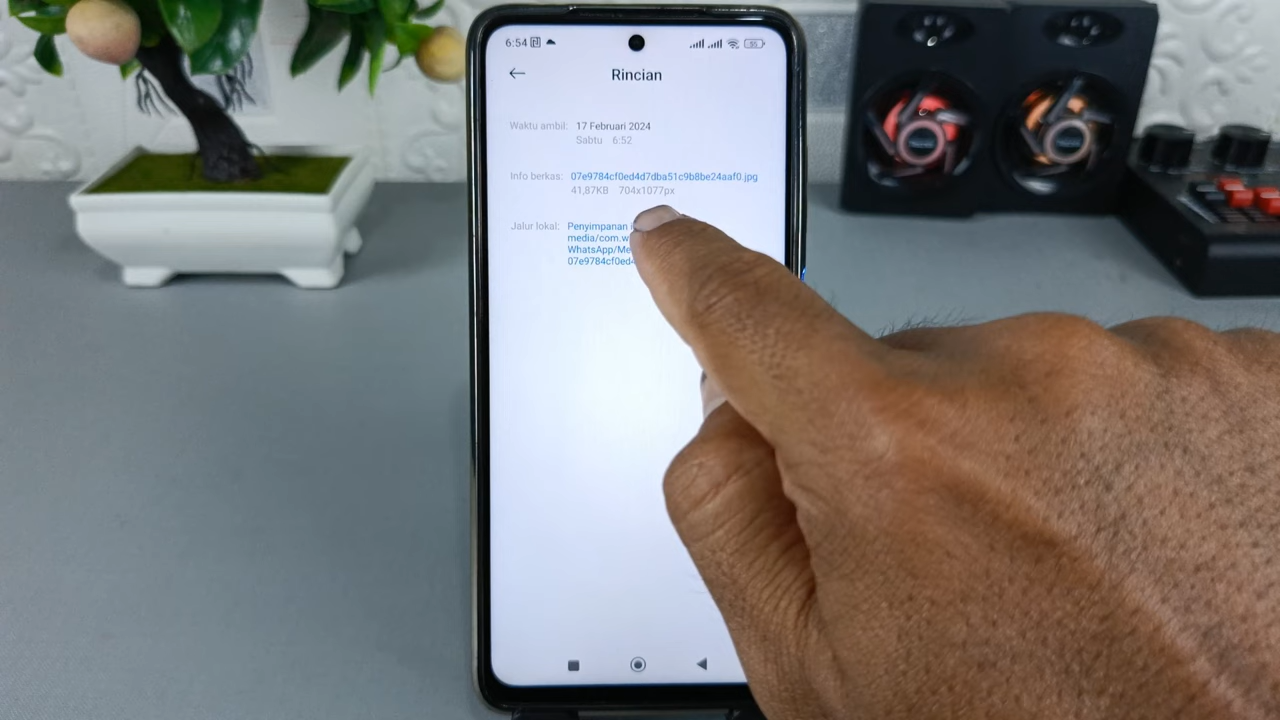 6:54
55
Rincian
Waktu ambil: 17 Februari 2024
Sabtu 6:52
Info berkas: 07e9784cf0ed4d7dba51c9b8be24aaf0.jpg
41,87KB 704x1077px
Jalur lokal: Penyimpanan
media/com.w
WhatsApp/Me
07e9784cf0ed4